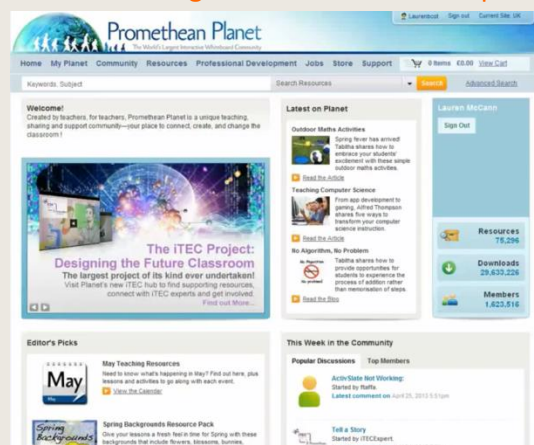 Laurenscot Sign out Current Site, UK
Promethean Planet
The World's Largest Interactive Whiteboard Community
Home My Planet Community Resources Professional Development Jobs Store Support 0 Items £0.00 View Cart
Keywords, Subject Search Resources Search Advanced Search
Welcome!
Created by teachers, for teachers, Promethean Planet is a unique teaching,
sharing and support community—your place to connect, create, and change the
classroom!
The iTEC Project:
Designing the Future Classroom
The largest project of its kind ever undertaken!
Visit Planet's new iTEC hub to find supporting resources,
connect with iTEC experts and get involved.
Find out More...
Latest on Planet
Outdoor Maths Activities
Spring fever has arrived!
Tabitha shares how to
embrace your students'
excitement with these simple
outdoor maths activities.
Read the Article
Teaching Computer Science
From app development to
gaming, Alfred Thompson
shares five ways to
transform your computer
science instruction.
Read the Article
No Algorithm, No Problem
No Algorithm
No problem!
Tabitha shares how to
provide opportunities for
students to experience the
process of addition rather
than memorisation of steps.
Read the Blog
Lauren McCann
Sign Out
Resources
75,296
Downloads
29,633,226
Members
1,623,516
Editor's Picks
May
May Teaching Resources
Need to know what's happening in May? Find out here, plus
lessons and activities to go along with each event.
View the Calendar
Spring
Backgrounds
Spring Backgrounds Resource Pack
Give your lessons a fresh feel in time for Spring with these
backgrounds that include flowers, blossoms, bunnies,
This Week in the Community
Popular Discussions Top Members
ActivSlate Not Working:
Started by Raffe.
Latest comment on April 25, 2013 5:51pm
Tell a Story
Started by iTECExpert.